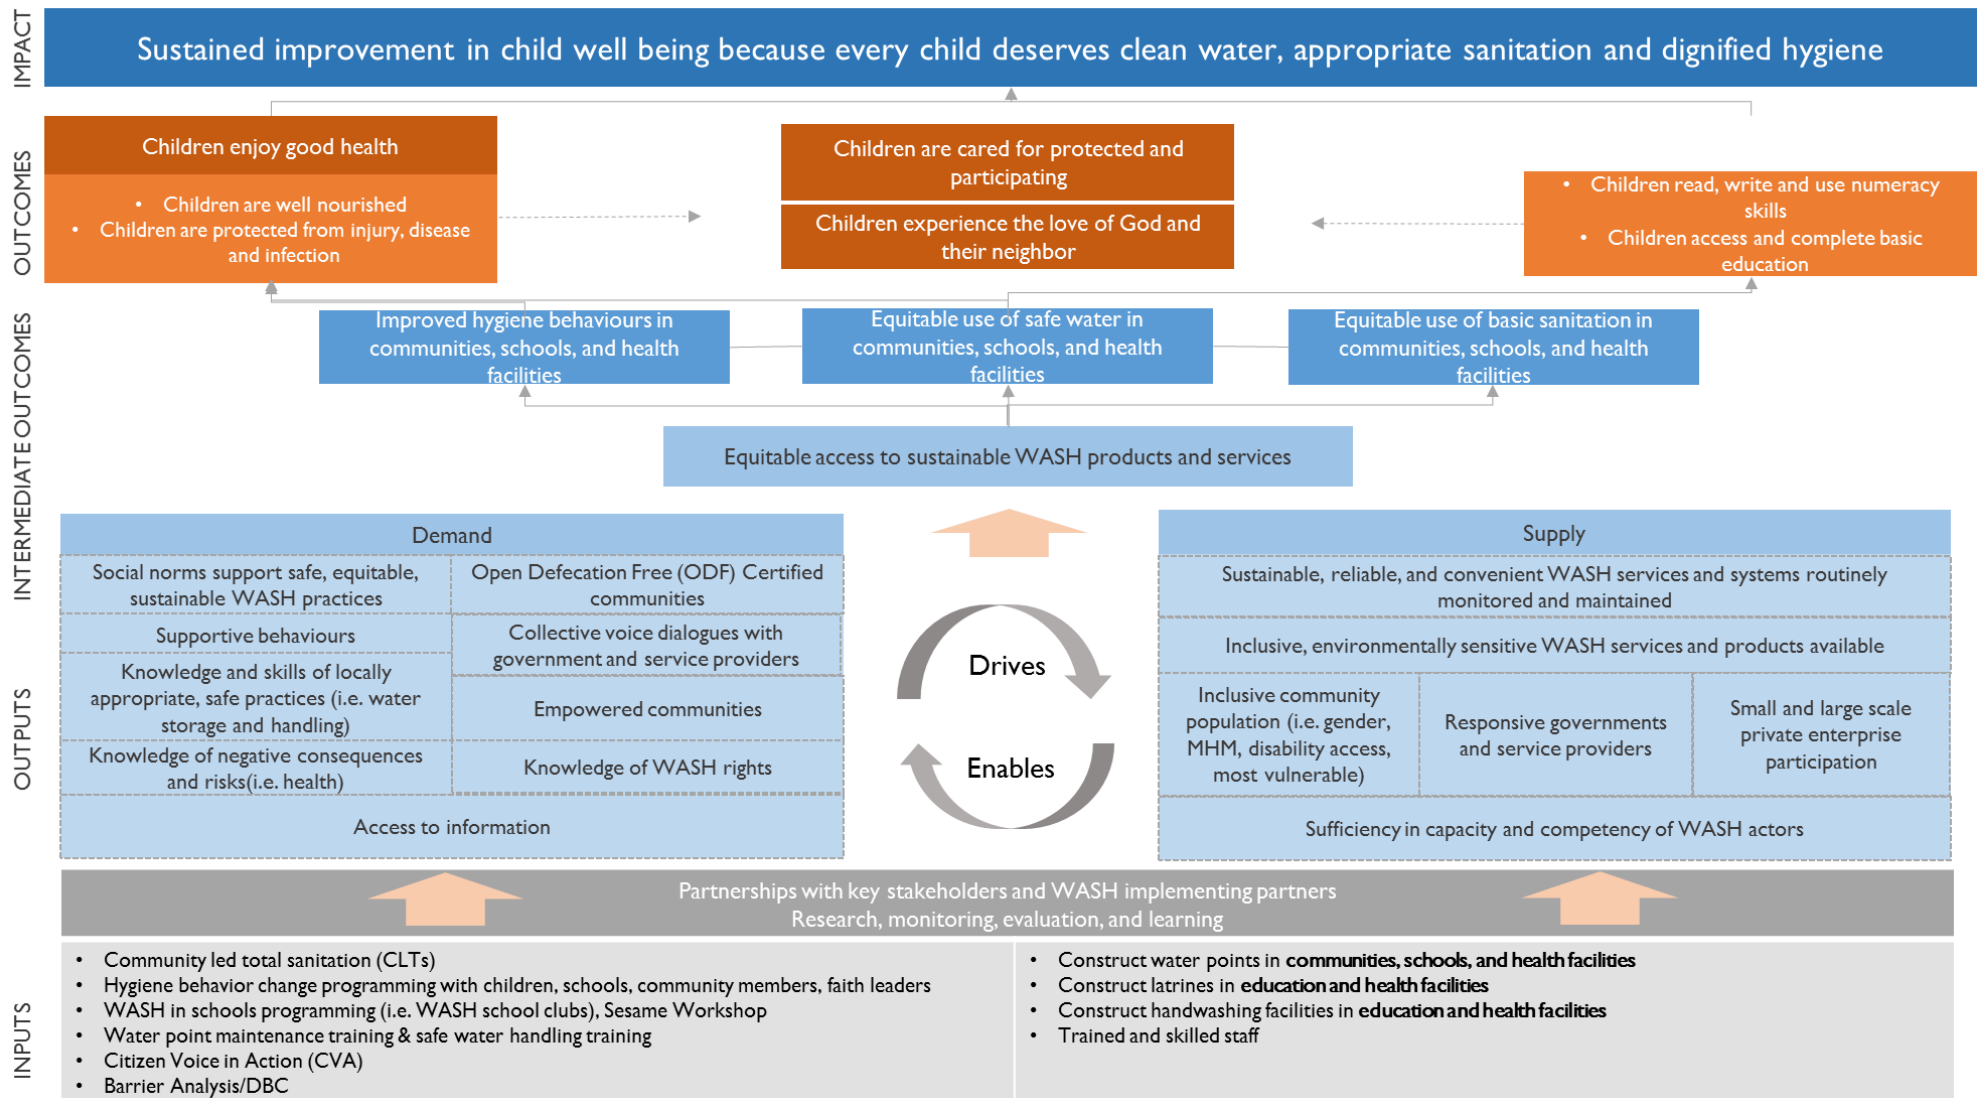 IMPACT
Sustained improvement in child well being because every child deserves clean water, appropriate sanitation and dignified hygiene
OUTCOMES
Children enjoy good health
• Children are well nourished
• Children are protected from injury, disease
and infection
Children are cared for protected and
participating
Children experience the love of God and
their neighbor
• Children read, write and use numeracy
skills
• Children access and complete basic
education
INTERMEDIATE OUTCOMES
Improved hygiene behaviours in
communities, schools, and health
facilities
Equitable use of safe water in
communities, schools, and health
facilities
Equitable use of basic sanitation in
communities, schools, and health
facilities
Equitable access to sustainable WASH products and services
Demand
Social norms support safe, equitable,
sustainable WASH practices
Open Defecation Free (ODF) Certified
communities
Supportive behaviours
Collective voice dialogues with
government and service providers
Knowledge and skills of locally
appropriate, safe practices (i.e. water
storage and handling)
Empowered communities
Knowledge of negative consequences
and risks(i.e. health)
Knowledge of WASH rights
Access to information
Drives
Enables
Supply
Sustainable, reliable, and convenient WASH services and systems routinely
monitored and maintained
Inclusive, environmentally sensitive WASH services and products available
Inclusive community
population (i.e. gender,
MHM, disability access,
most vulnerable)
Responsive governments
and service providers
Small and large scale
private enterprise
participation
Sufficiency in capacity and competency of WASH actors
OUTPUTS
Partnerships with key stakeholders and WASH implementing partners
Research, monitoring, evaluation, and learning
INPUTS
• Community led total sanitation (CLTs)
• Hygiene behavior change programming with children, schools, community members, faith leaders
• WASH in schools programming (i.e. WASH school clubs), Sesame Workshop
• Water point maintenance training & safe water handling training
• Citizen Voice in Action (CVA)
• Barrier Analysis/DBC
• Construct water points in communities, schools, and health facilities
• Construct latrines in education and health facilities
• Construct handwashing facilities in education and health facilities
• Trained and skilled staff